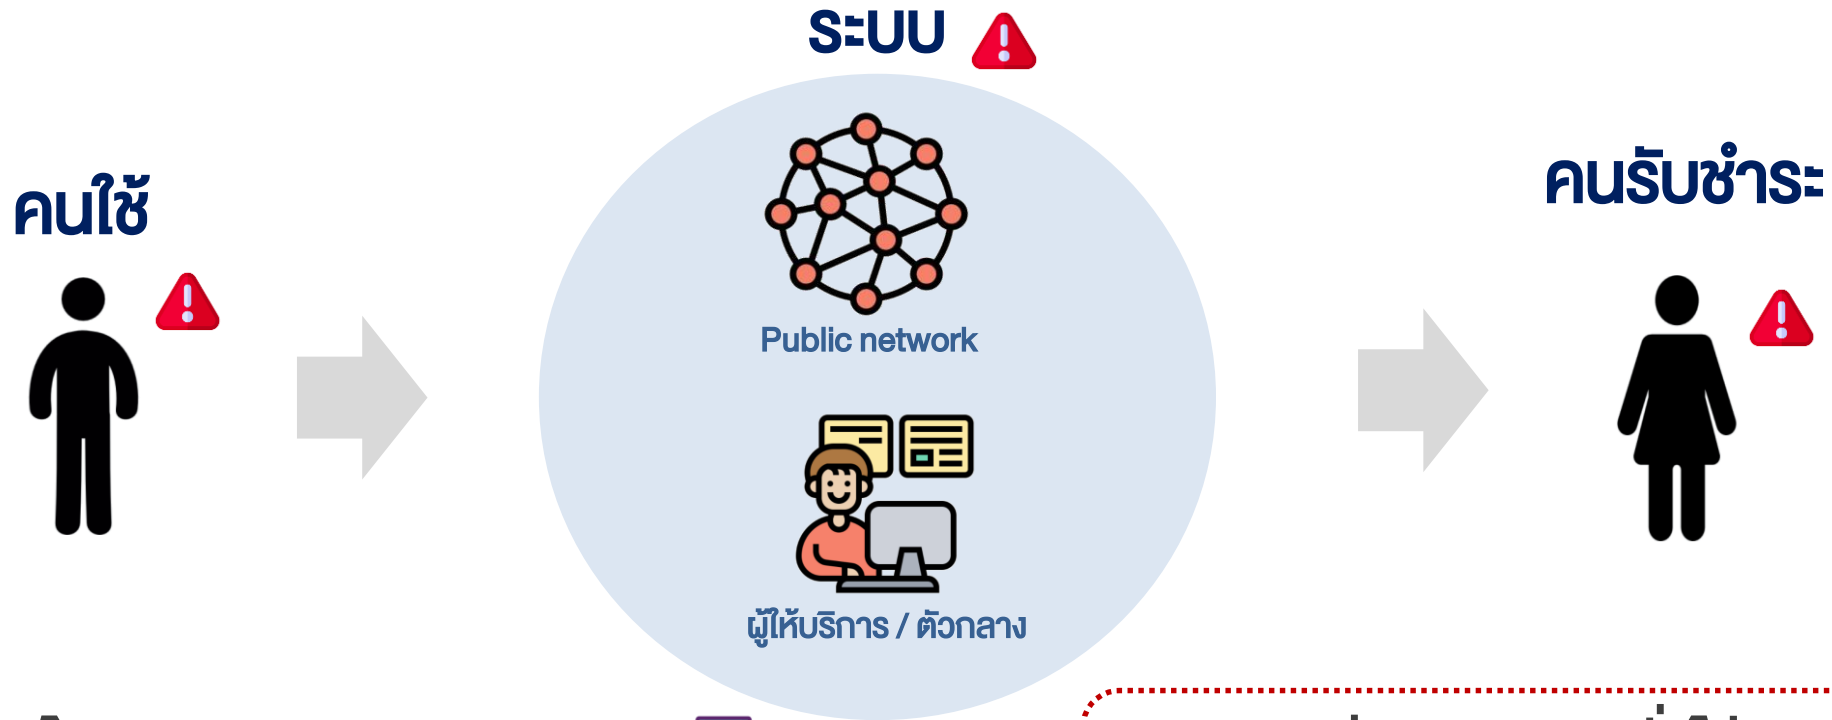 ระบบ
คนใช้
คนรับชำระ
Public network
ผู้ให้บริการ / ตัวกลาง